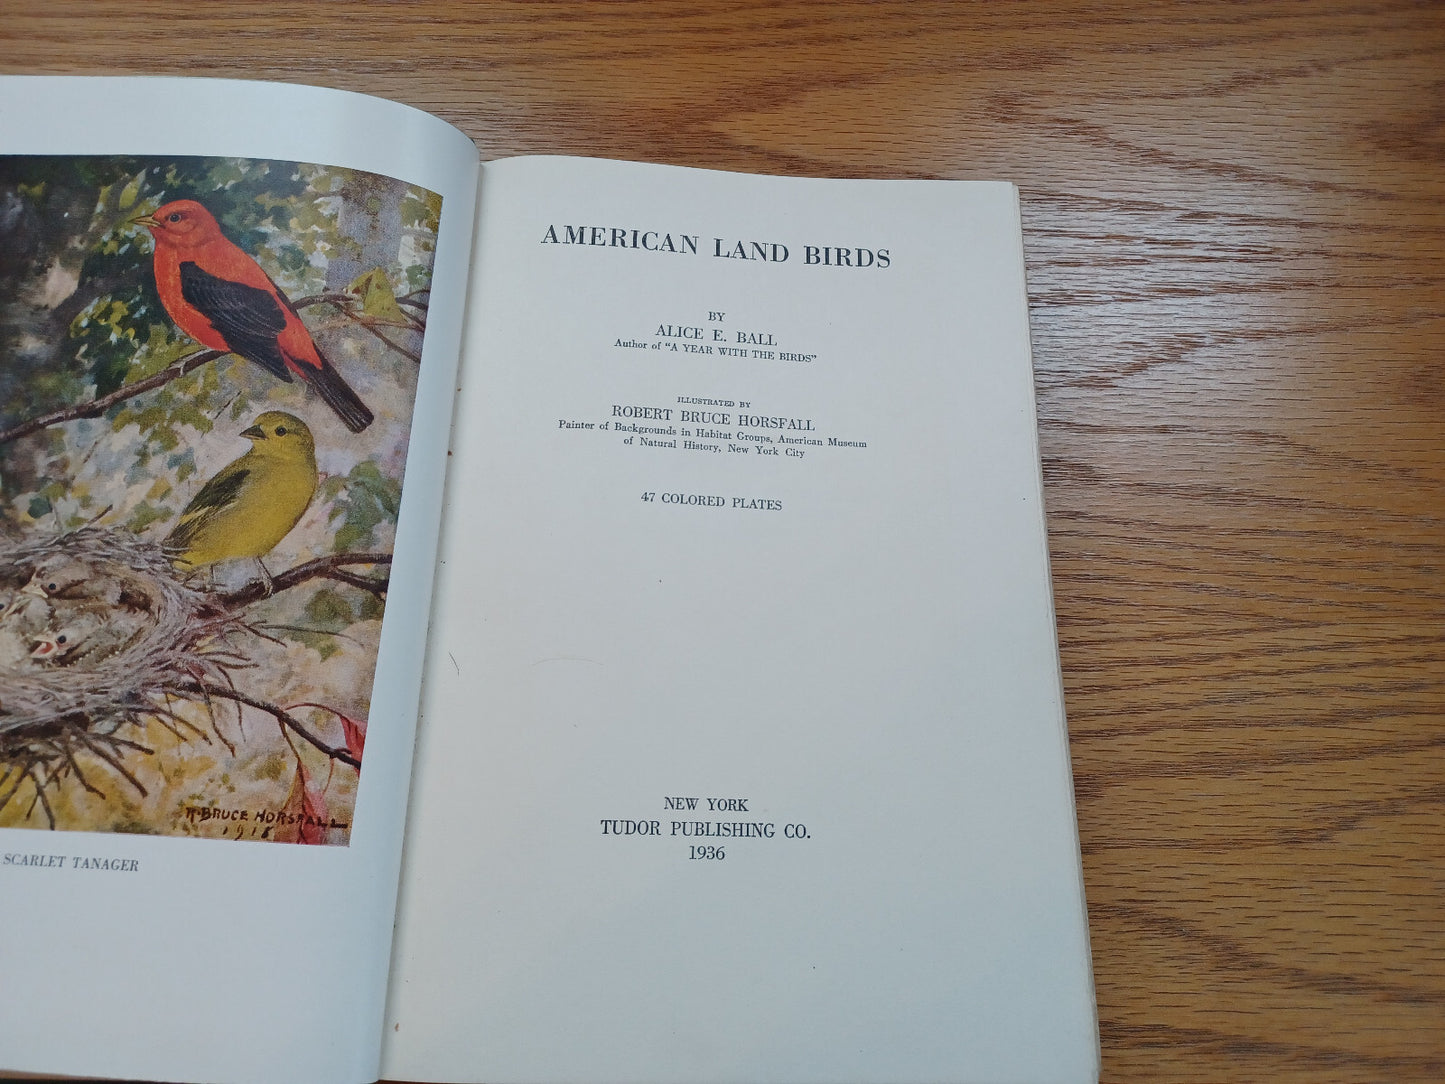 R. BRUCE HORSFALL
1918
SCARLET TANAGER
AMERICAN LAND BIRDS
BY
ALICE E. BALL
Author of "A YEAR WITH THE BIRDS"
ILLUSTRATED BY
ROBERT BRUCE HORSFALL
Painter of Backgrounds in Habitat Groups, American Museum
of Natural History, New York City
47 COLORED PLATES
NEW YORK
TUDOR PUBLISHING CO.
1936